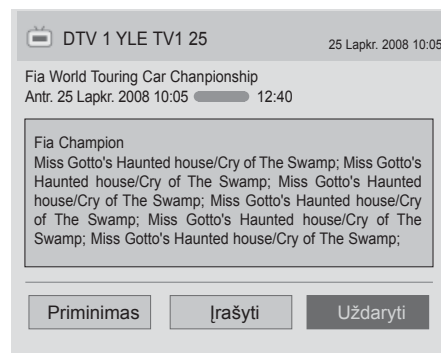 DTV 1 YLE TV1 25
25 Lapkr. 2008 10:05
Fia World Touring Car Chanpionship
Antr. 25 Lapkr. 2008 10:05 12:40
Fia Champion
Miss Gotto's Haunted house/Cry of The Swamp; Miss Gotto's
Haunted house/Cry of The Swamp; Miss Gotto's Haunted
house/Cry of The Swamp; Miss Gotto's Haunted house/Cry
of The Swamp; Miss Gotto's Haunted house/Cry of The
Swamp; Miss Gotto's Haunted house/Cry of The Swamp;
Priminimas
Įrašyti
Uždaryti